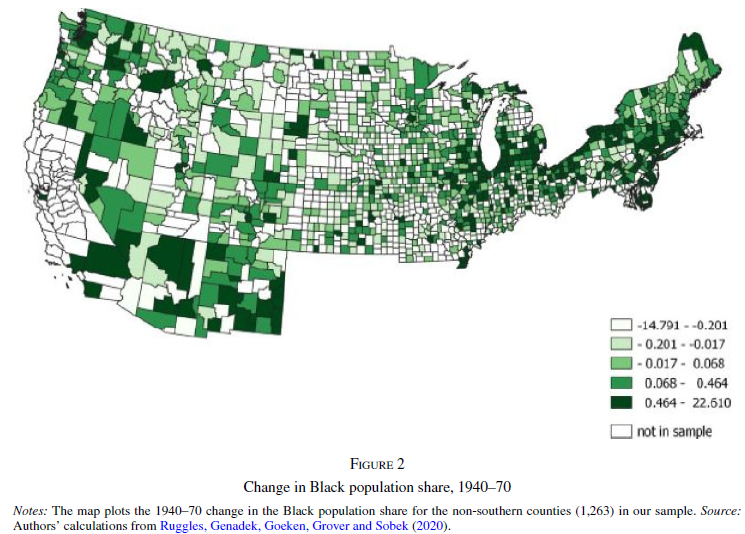 -14.791 - -0.201
- 0.201 - -0.017
- 0.017 - 0.068
0.068 - 0.464
0.464 - 22.610
not in sample
FIGURE 2
Change in Black population share, 1940–70
Notes: The map plots the 1940–70 change in the Black population share for the non-southern counties (1,263) in our sample. Source:
Authors’ calculations from Ruggles, Genadek, Goeken, Grover and Sobek (2020).